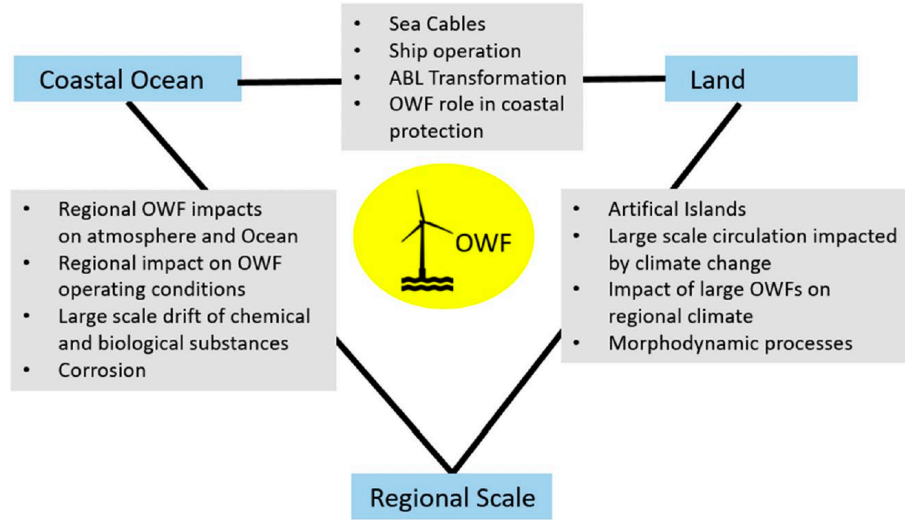 Coastal Ocean
• Sea Cables
• Ship operation
• ABL Transformation
• OWF role in coastal
protection
Land
• Regional OWF impacts
on atmosphere and Ocean
• Regional impact on OWF
operating conditions
• Large scale drift of chemical
and biological substances
• Corrosion
OWF
• Artifical Islands
• Large scale circulation impacted
by climate change
• Impact of large OWFs on
regional climate
• Morphodynamic processes
Regional Scale